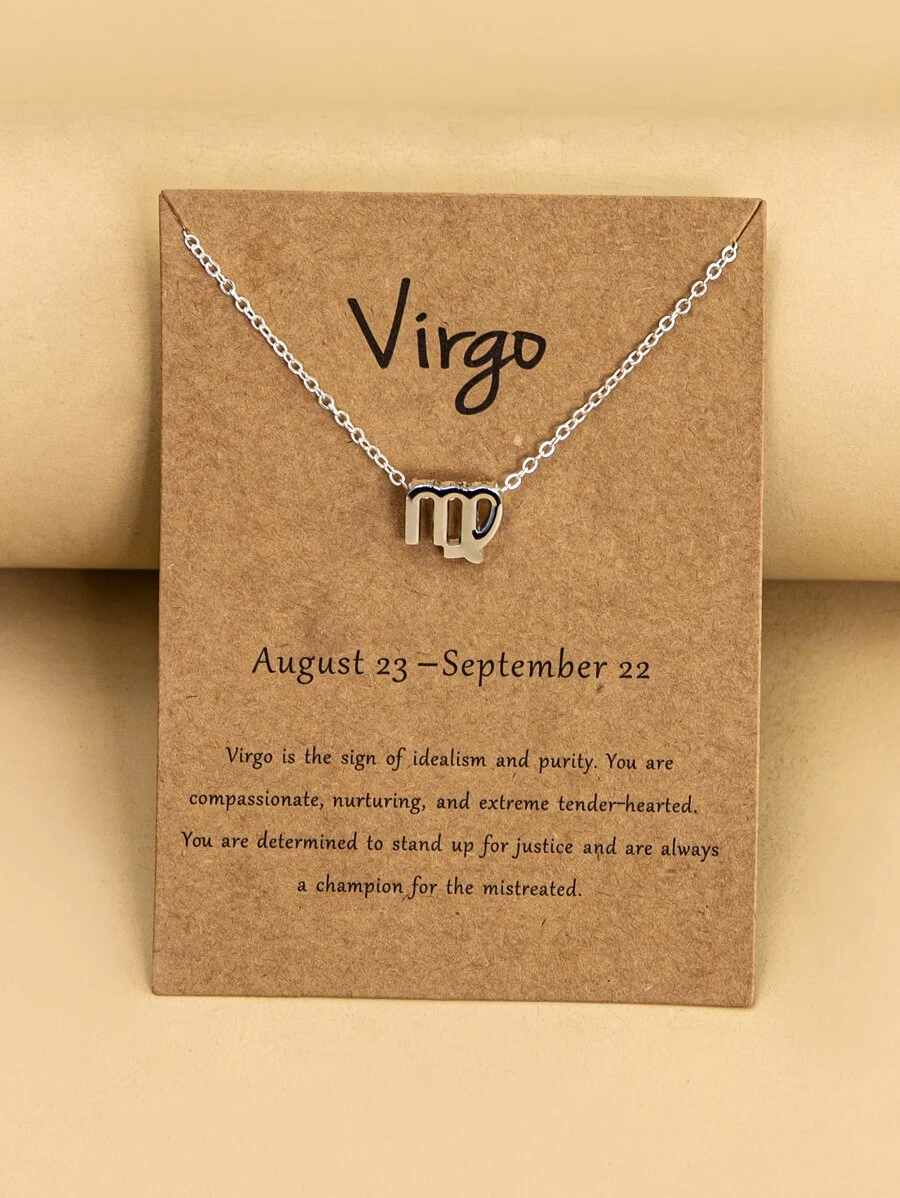 Virgo
August 23 –September 22
Virgo is the sign of idealism and purity. You are
compassionate, nurturing, and extreme tender-hearted.
You are determined to stand up for justice and are always
a champion for the mistreated.